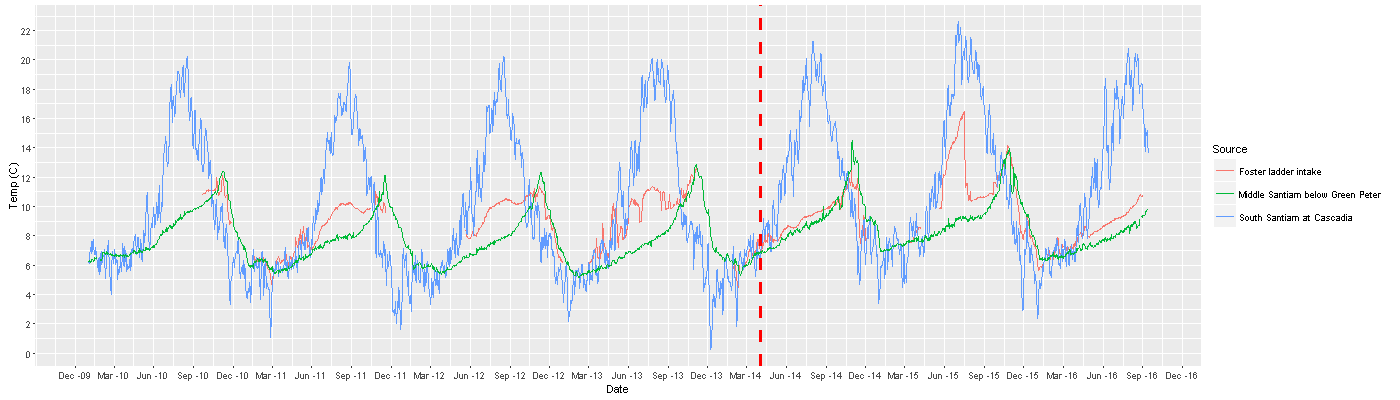 Temp (C)
22
20
18
16
14
12
10
8
6
4
2
0
Dec -09 Mar -10 Jun -10 Sep -10 Dec -10 Mar -11 Jun -11 Sep -11 Dec -11 Mar -12 Jun -12 Sep -12 Dec -12 Mar -13 Jun -13 Sep -13 Dec -13 Mar -14 Jun -14 Sep -14 Dec -14 Mar -15 Jun -15 Sep -15 Dec -15 Mar -16 Jun -16 Sep -16 Dec -16
Date
Source
Foster ladder intake
Middle Santiam below Green Peter
South Santiam at Cascadia